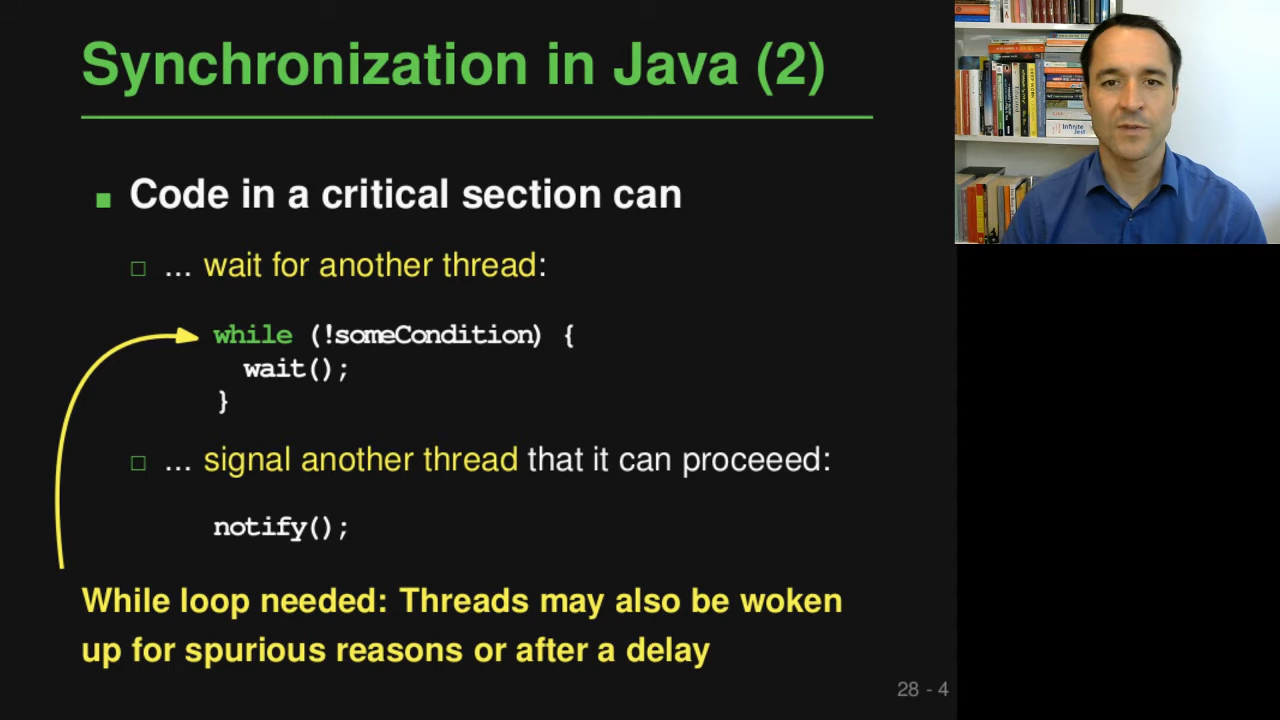 Synchronization in Java (2)
Code in a critical section can
... wait for another thread:
while (!someCondition) {
wait();
}
... signal another thread that it can proceeed:
notify();
While loop needed: Threads may also be woken
up for spurious reasons or after a delay
28 - 4
Infinite
Jest